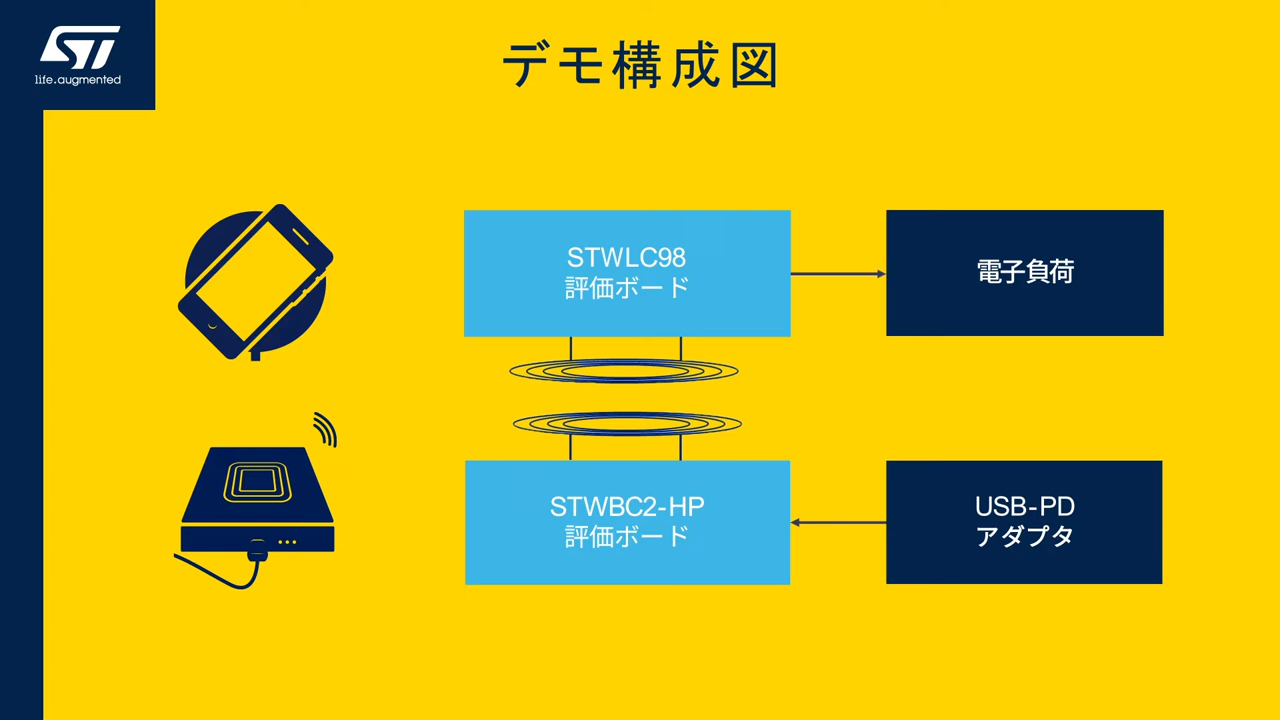 ST
life.augmented
デモ構成図
STWLC98
評価ボード
電子負荷
STWBC2-HP
評価ボード
USB-PD
アダプタ